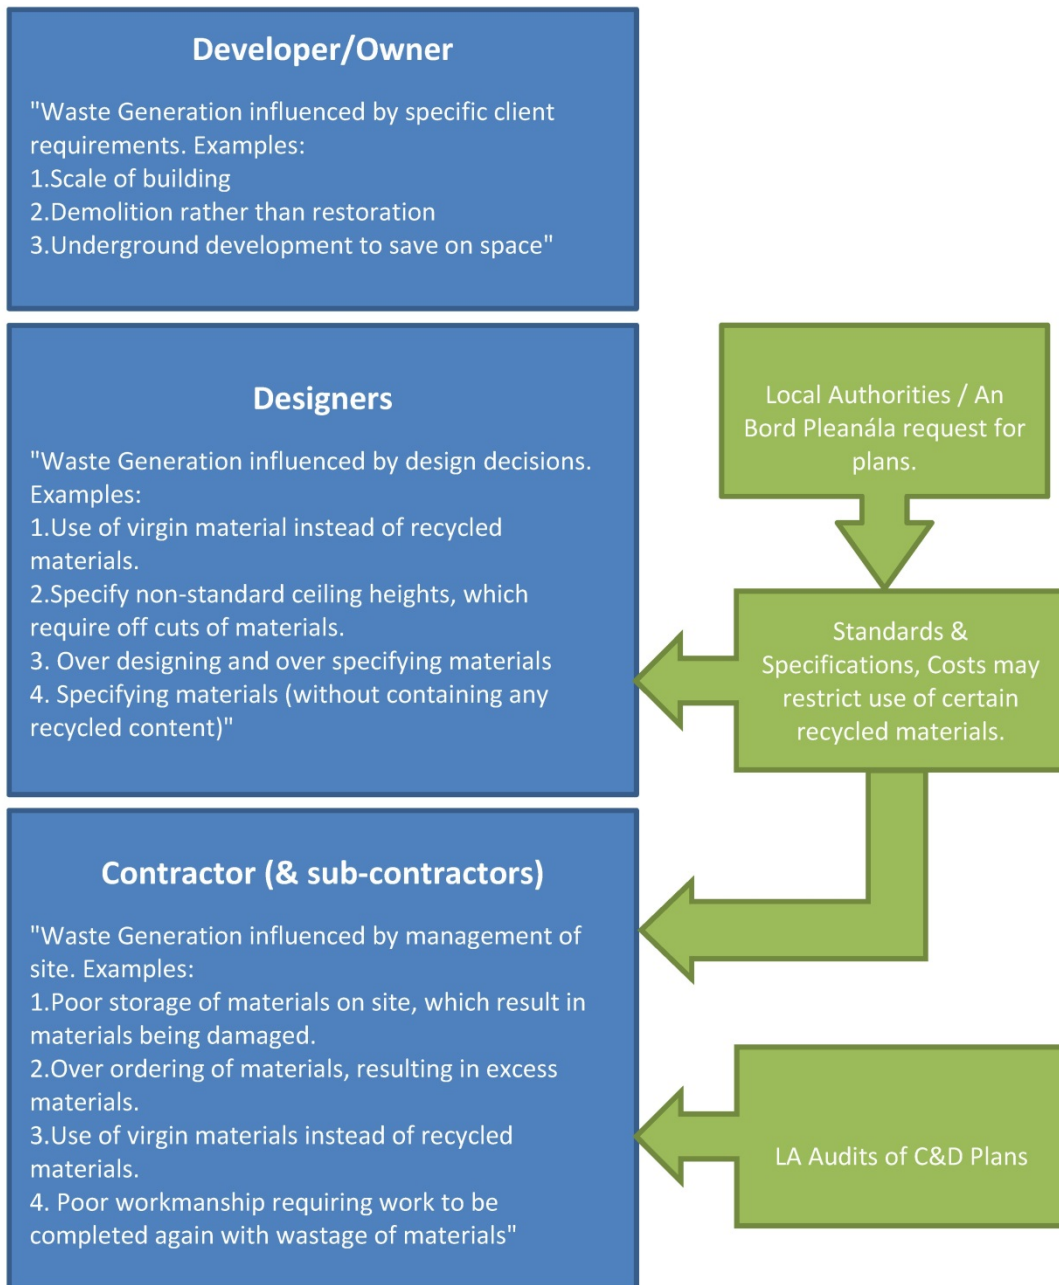 Developer/Owner
"Waste Generation influenced by specific client
requirements. Examples:
1.Scale of building
2.Demolition rather than restoration
3.Underground development to save on space"
Designers
"Waste Generation influenced by design decisions.
Examples:
1.Use of virgin material instead of recycled
materials.
2.Specify non-standard ceiling heights, which
require off cuts of materials.
3. Over designing and over specifying materials
4. Specifying materials (without containing any
recycled content)"
Local Authorities / An
Bord Pleanála request for
plans.
Standards &
Specifications, Costs may
restrict use of certain
recycled materials.
Contractor (& sub-contractors)
"Waste Generation influenced by management of
site. Examples:
1.Poor storage of materials on site, which result in
materials being damaged.
2.Over ordering of materials, resulting in excess
materials.
3.Use of virgin materials instead of recycled
materials.
4. Poor workmanship requiring work to be
completed again with wastage of materials"
LA Audits of C&D Plans